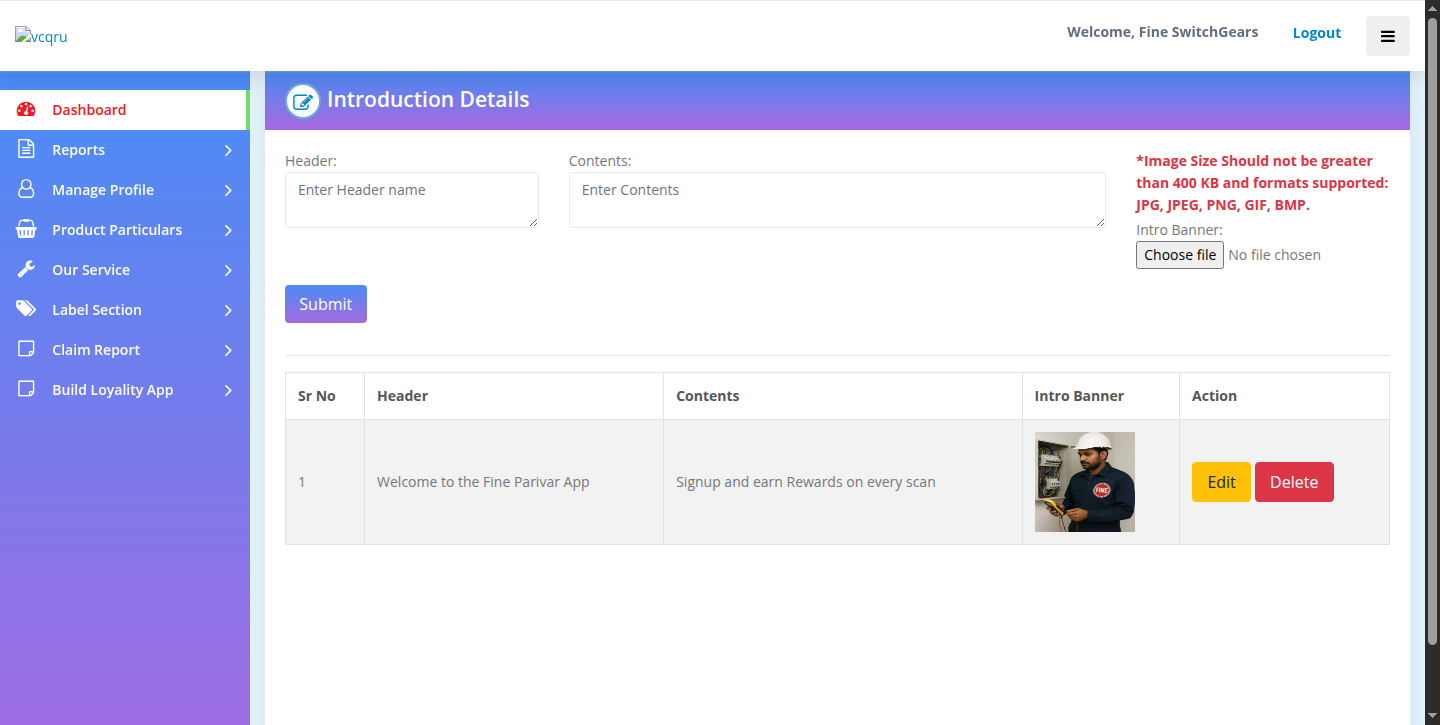 vcqru
Welcome, Fine SwitchGears
Logout
Dashboard
Reports
Manage Profile
Product Particulars
Our Service
Label Section
Claim Report
Build Loyality App
Introduction Details
Header:
Enter Header name
Contents:
Enter Contents
*Image Size Should not be greater
than 400 KB and formats supported:
JPG, JPEG, PNG, GIF, BMP.
Intro Banner:
Choose file No file chosen
Submit
Sr No Header Contents Intro Banner Action
1 Welcome to the Fine Parivar App Signup and earn Rewards on every scan FINE Edit Delete